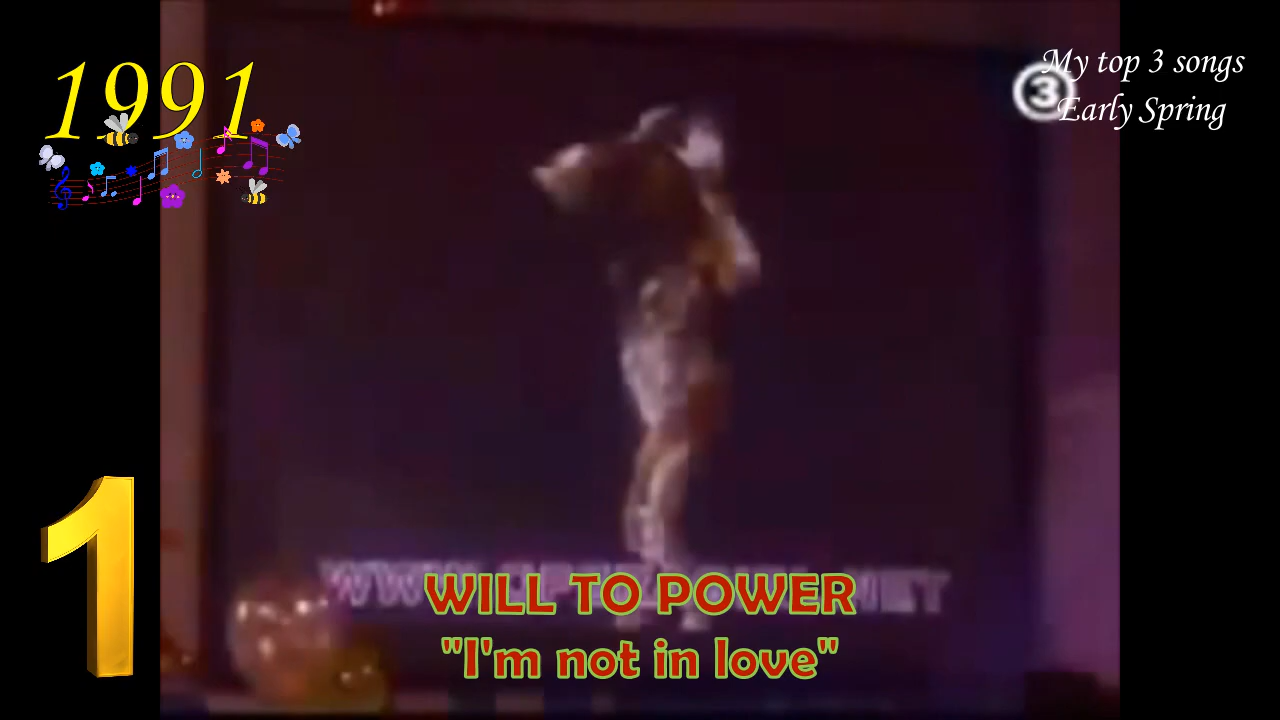 1991
My top 3 songs
3
Early Spring
1
WILL TO POWER
"I'm not in love"